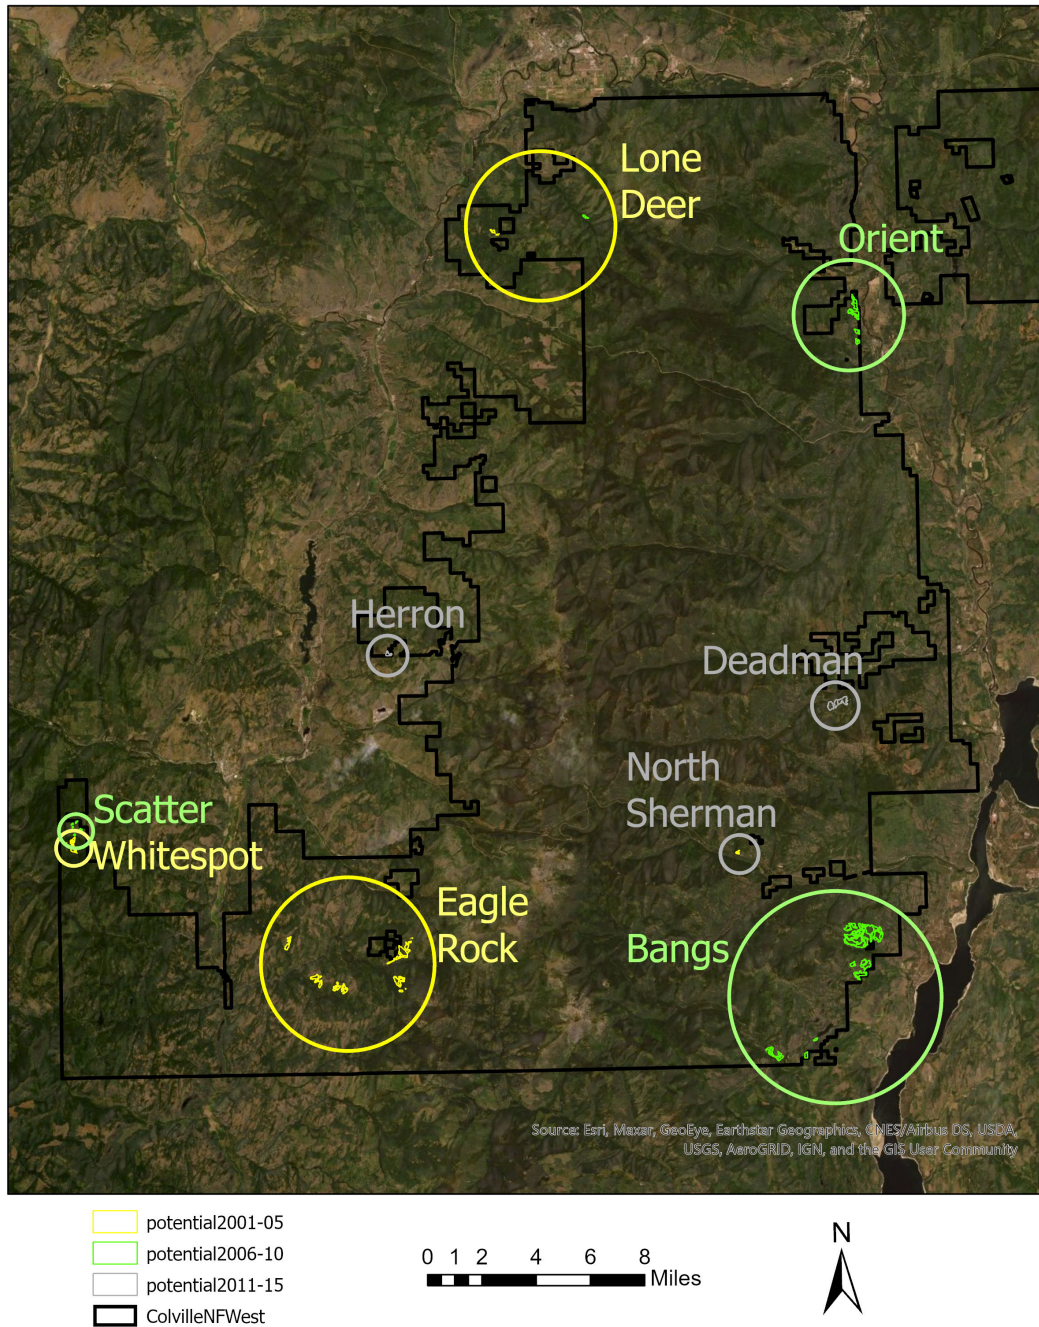 Lone
Deer
Orient
Herron
Deadman
North
Sherman
Scatter
Whitespot
Eagle
Rock
Bangs
Source: Esri, Maxar, GeoEye, Earthstar Geographics, CNES/Airbus DS, USDA,
USGS, AeroGRID, IGN, and the GIS User Community
potential2001-05
potential2006-10
potential2011-15
ColvilleNFWest
0 1 2 4 6 8
Miles
N